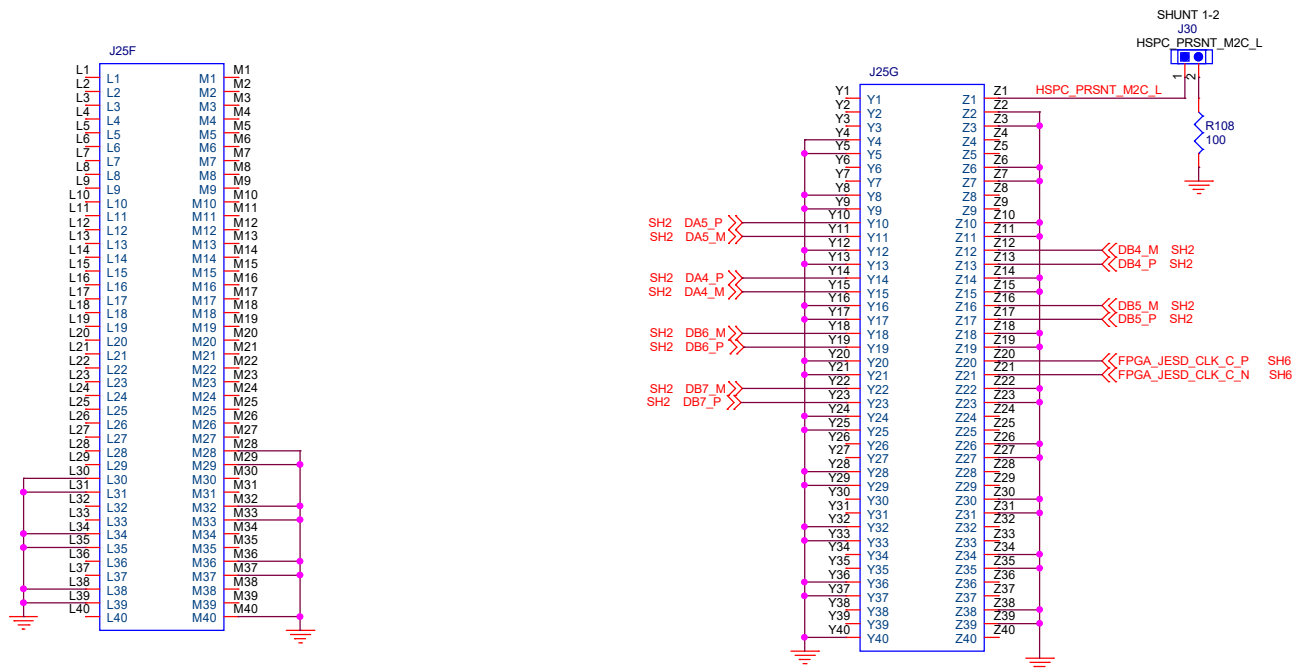 SHUNT 1-2
J30
HSPC_PRSNT_M2C_L
1
2
R108
100
J25F
L1 L1 M1 M1
L2 L2 M2 M2
L3 L3 M3 M3
L4 L4 M4 M4
L5 L5 M5 M5
L6 L6 M6 M6
L7 L7 M7 M7
L8 L8 M8 M8
L9 L9 M9 M9
L10 L10 M10 M10
L11 L11 M11 M11
L12 L12 M12 M12
L13 L13 M13 M13
L14 L14 M14 M14
L15 L15 M15 M15
L16 L16 M16 M16
L17 L17 M17 M17
L18 L18 M18 M18
L19 L19 M19 M19
L20 L20 M20 M20
L21 L21 M21 M21
L22 L22 M22 M22
L23 L23 M23 M23
L24 L24 M24 M24
L25 L25 M25 M25
L26 L26 M26 M26
L27 L27 M27 M27
L28 L28 M28 M28
L29 L29 M29 M29
L30 L30 M30 M30
L31 L31 M31 M31
L32 L32 M32 M32
L33 L33 M33 M33
L34 L34 M34 M34
L35 L35 M35 M35
L36 L36 M36 M36
L37 L37 M37 M37
L38 L38 M38 M38
L39 L39 M39 M39
L40 L40 M40 M40
J25G
Y1 Y1 Z1 Z1 HSPC_PRSNT_M2C_L
Y2 Y2 Z2 Z2
Y3 Y3 Z3 Z3
Y4 Y4 Z4 Z4
Y5 Y5 Z5 Z5
Y6 Y6 Z6 Z6
Y7 Y7 Z7 Z7
Y8 Y8 Z8 Z8
Y9 Y9 Z9 Z9
SH2 DA5_P Y10 Y10 Z10 Z10
SH2 DA5_M Y11 Y11 Z11 Z11
Y12 Y12 Z12 Z12 DB4_M SH2
Y13 Y13 Z13 Z13 DB4_P SH2
SH2 DA4_P Y14 Y14 Z14 Z14
SH2 DA4_M Y15 Y15 Z15 Z15
Y16 Y16 Z16 Z16 DB5_M SH2
Y17 Y17 Z17 Z17 DB5_P SH2
SH2 DB6_M Y18 Y18 Z18 Z18
SH2 DB6_P Y19 Y19 Z19 Z19
Y20 Y20 Z20 Z20 FPGA_JESD_CLK_C_P SH6
Y21 Y21 Z21 Z21 FPGA_JESD_CLK_C_N SH6
SH2 DB7_M Y22 Y22 Z22 Z22
SH2 DB7_P Y23 Y23 Z23 Z23
Y24 Y24 Z24 Z24
Y25 Y25 Z25 Z25
Y26 Y26 Z26 Z26
Y27 Y27 Z27 Z27
Y28 Y28 Z28 Z28
Y29 Y29 Z29 Z29
Y30 Y30 Z30 Z30
Y31 Y31 Z31 Z31
Y32 Y32 Z32 Z32
Y33 Y33 Z33 Z33
Y34 Y34 Z34 Z34
Y35 Y35 Z35 Z35
Y36 Y36 Z36 Z36
Y37 Y37 Z37 Z37
Y38 Y38 Z38 Z38
Y39 Y39 Z39 Z39
Y40 Y40 Z40 Z40